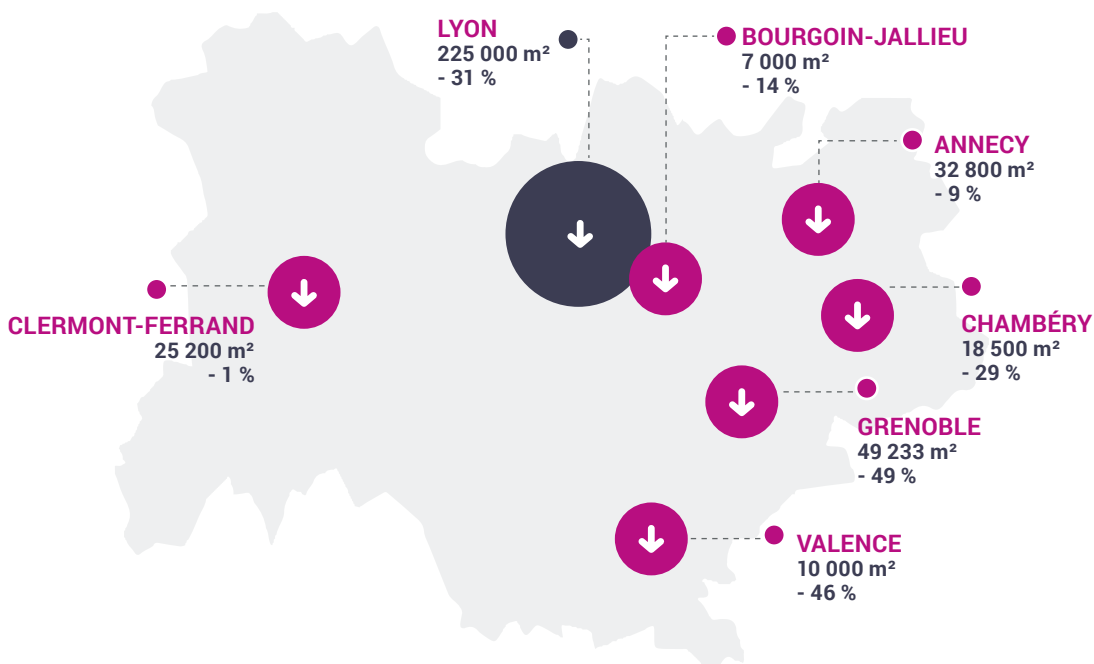 LYON
225 000 m²
- 31 %
BOURGOIN-JALLIEU
7 000 m²
- 14 %
ANNECY
32 800 m²
- 9 %
CLERMONT-FERRAND
25 200 m²
- 1 %
CHAMBÉRY
18 500 m²
- 29 %
GRENOBLE
49 233 m²
- 49 %
VALENCE
10 000 m²
- 46 %